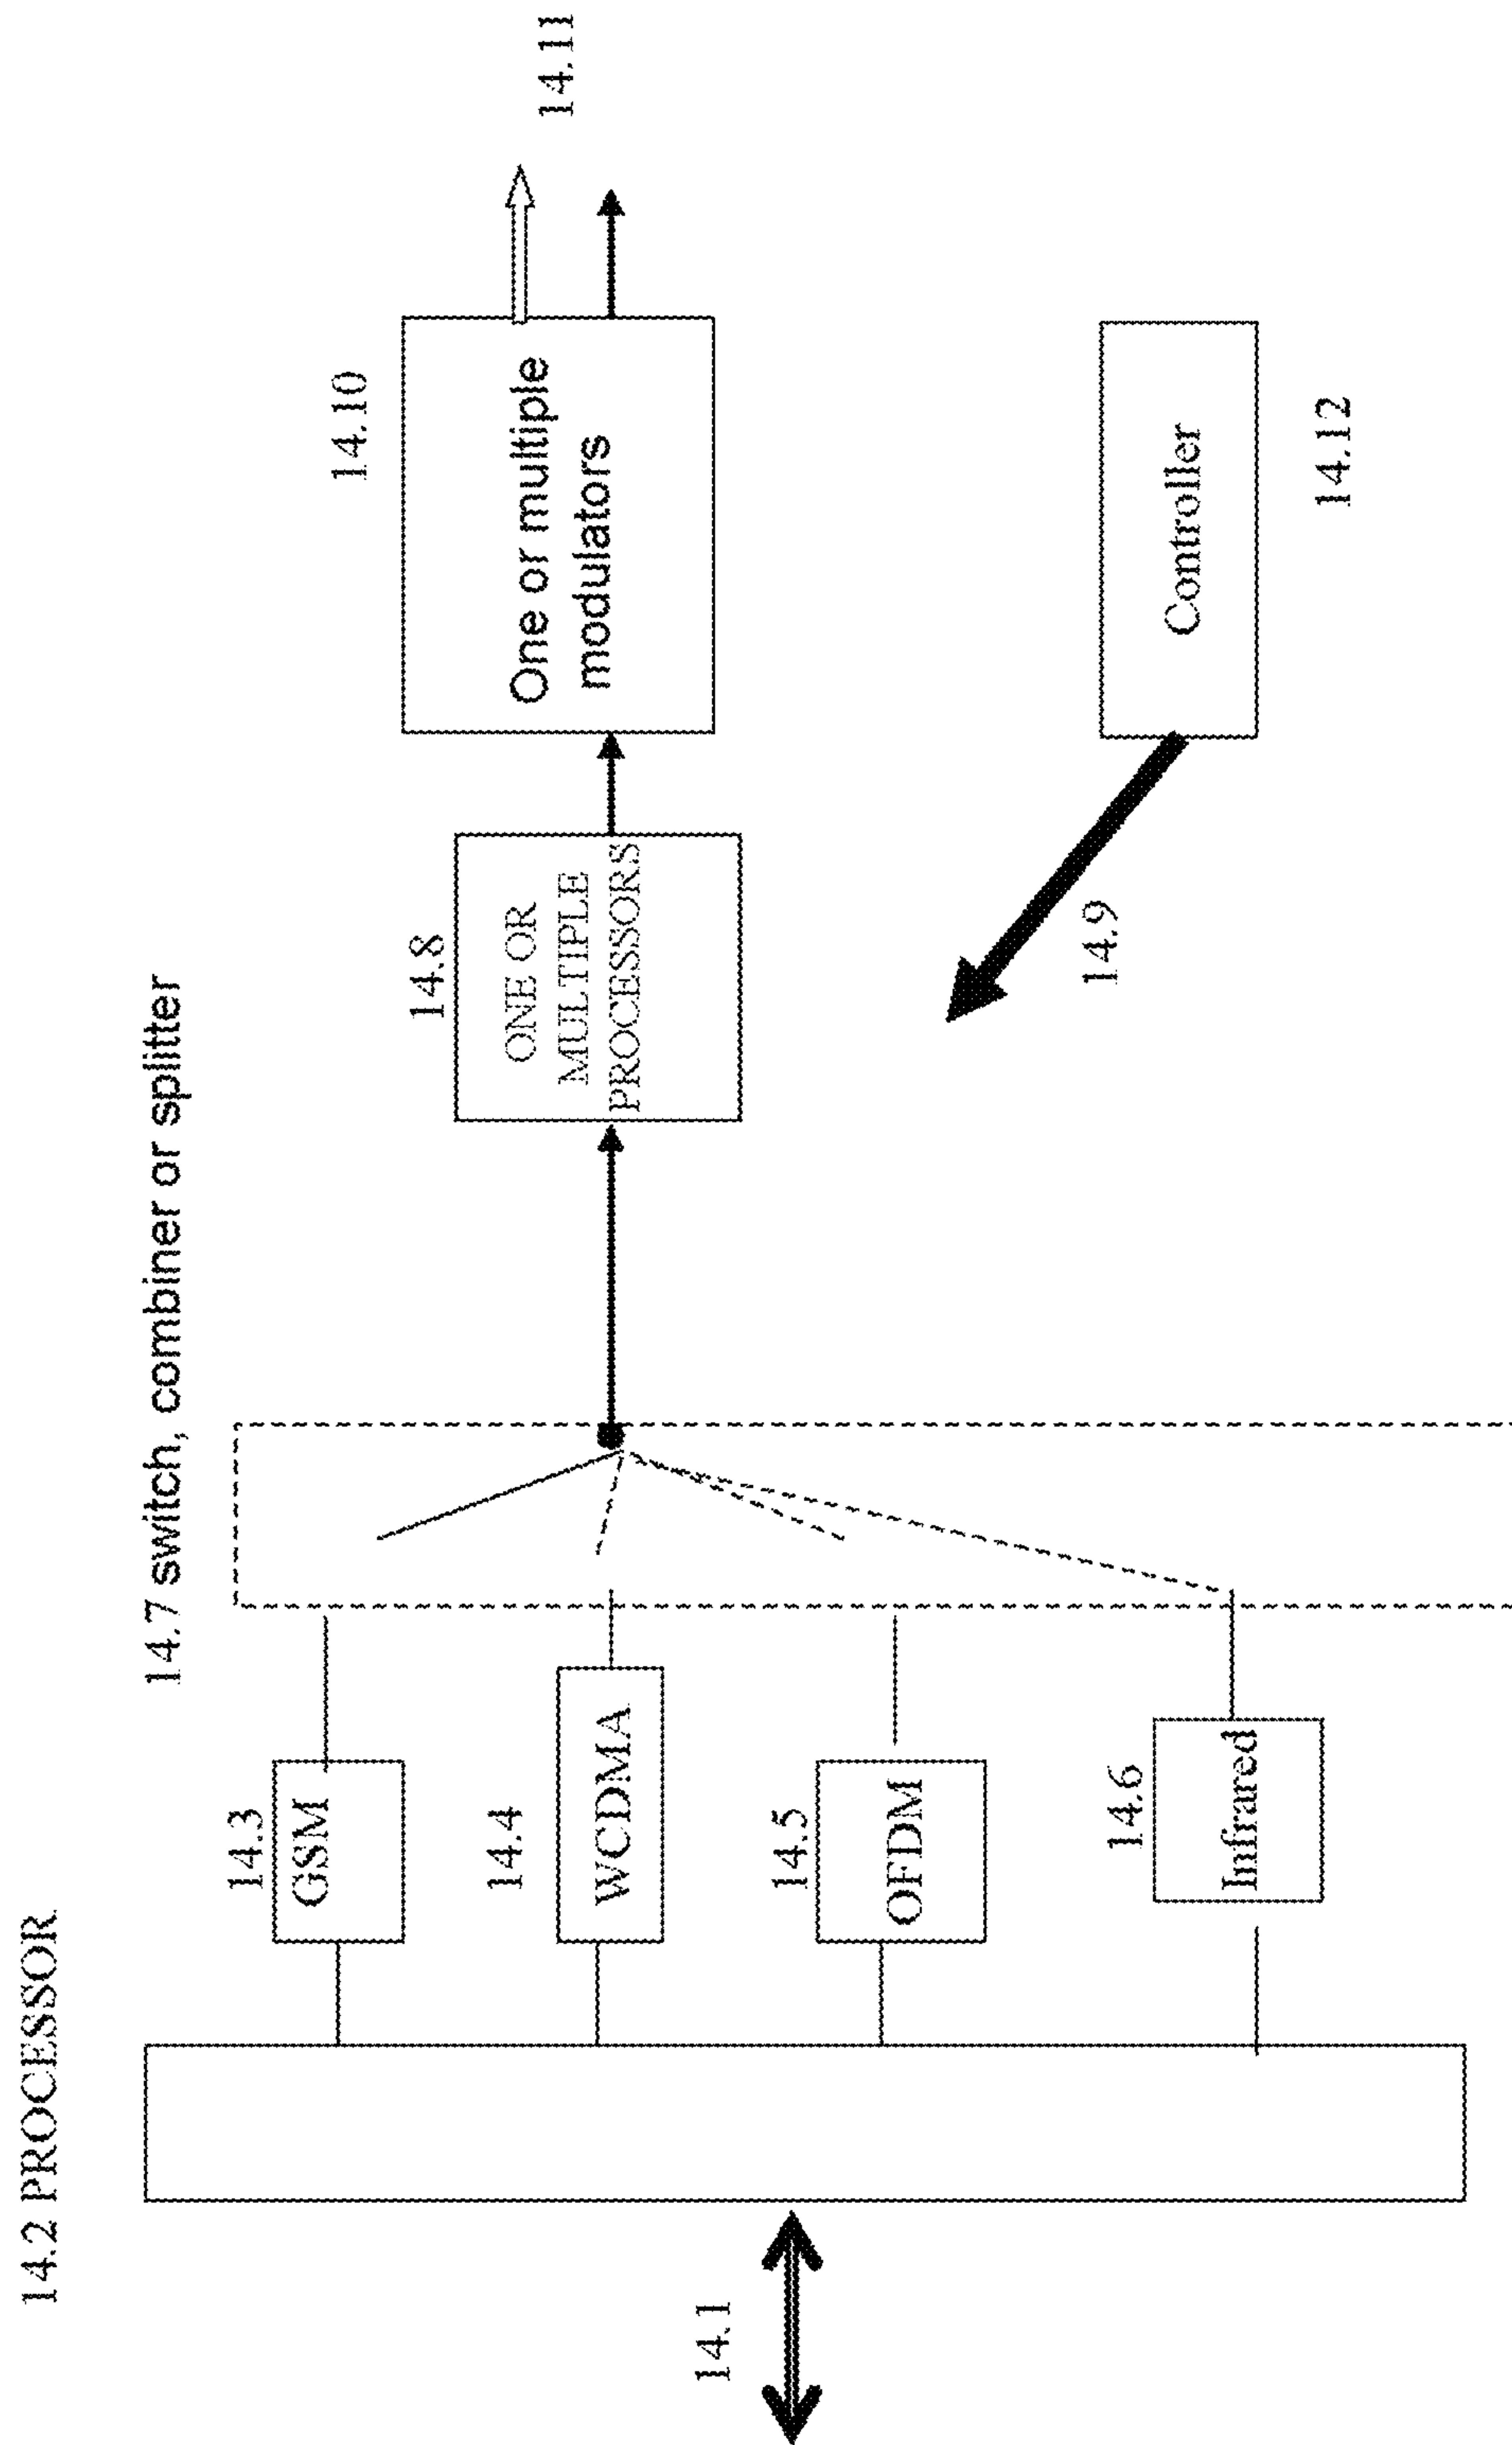 14.2 PROCESSOR
14.7 switch, combiner or splitter
14.1
14.3
GSM
14.4
WCDMA
14.5
OFDM
14.6
Infrared
14.8
ONE OR
MULTIPLE
PROCESSORS
14.10
One or multiple
modulators
14.11
14.9
Controller
14.12